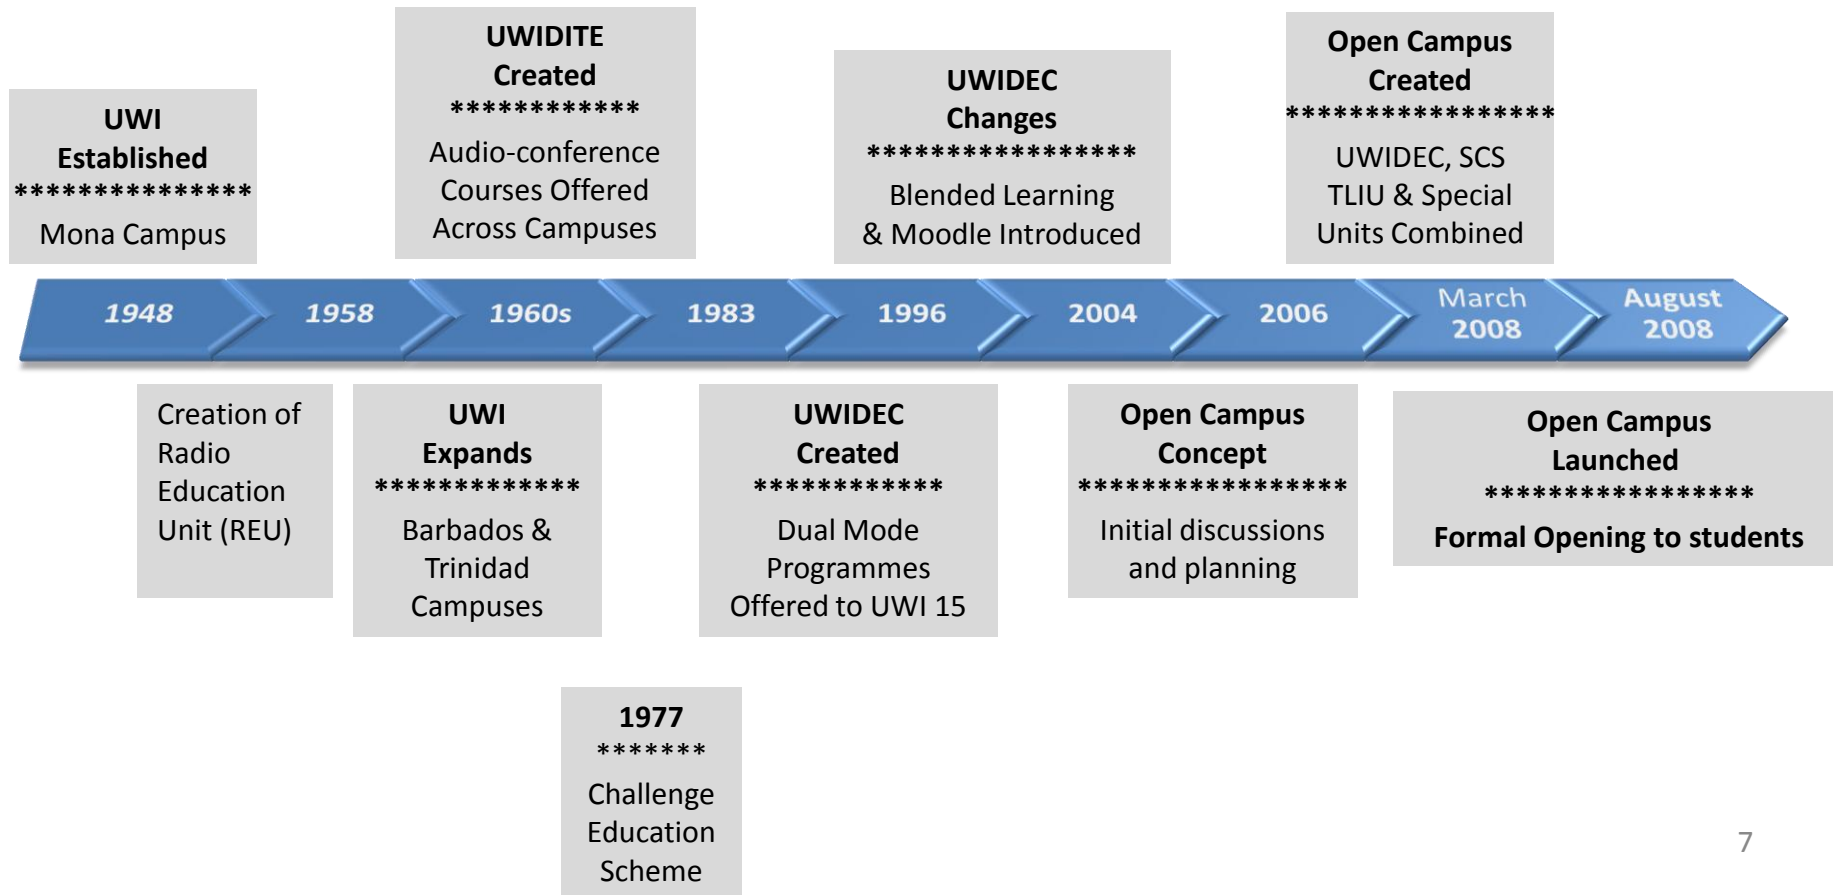 UWI
Established
***************
Mona Campus
UWIDITE
Created
************
Audio-conference
Courses Offered
Across Campuses
UWIDEC
Changes
*****************
Blended Learning
& Moodle Introduced
Open Campus
Created
*****************
UWIDEC, SCS
TLIU & Special
Units Combined
1948
1958
1960s
1983
1996
2004
2006
March
2008
August
2008
Creation of
Radio
Education
Unit (REU)
UWI
Expands
*************
Barbados &
Trinidad
Campuses
UWIDEC
Created
************
Dual Mode
Programmes
Offered to UWI 15
Open Campus
Concept
*****************
Initial discussions
and planning
Open Campus
Launched
*****************
Formal Opening to students
1977
*******
Challenge
Education
Scheme
7